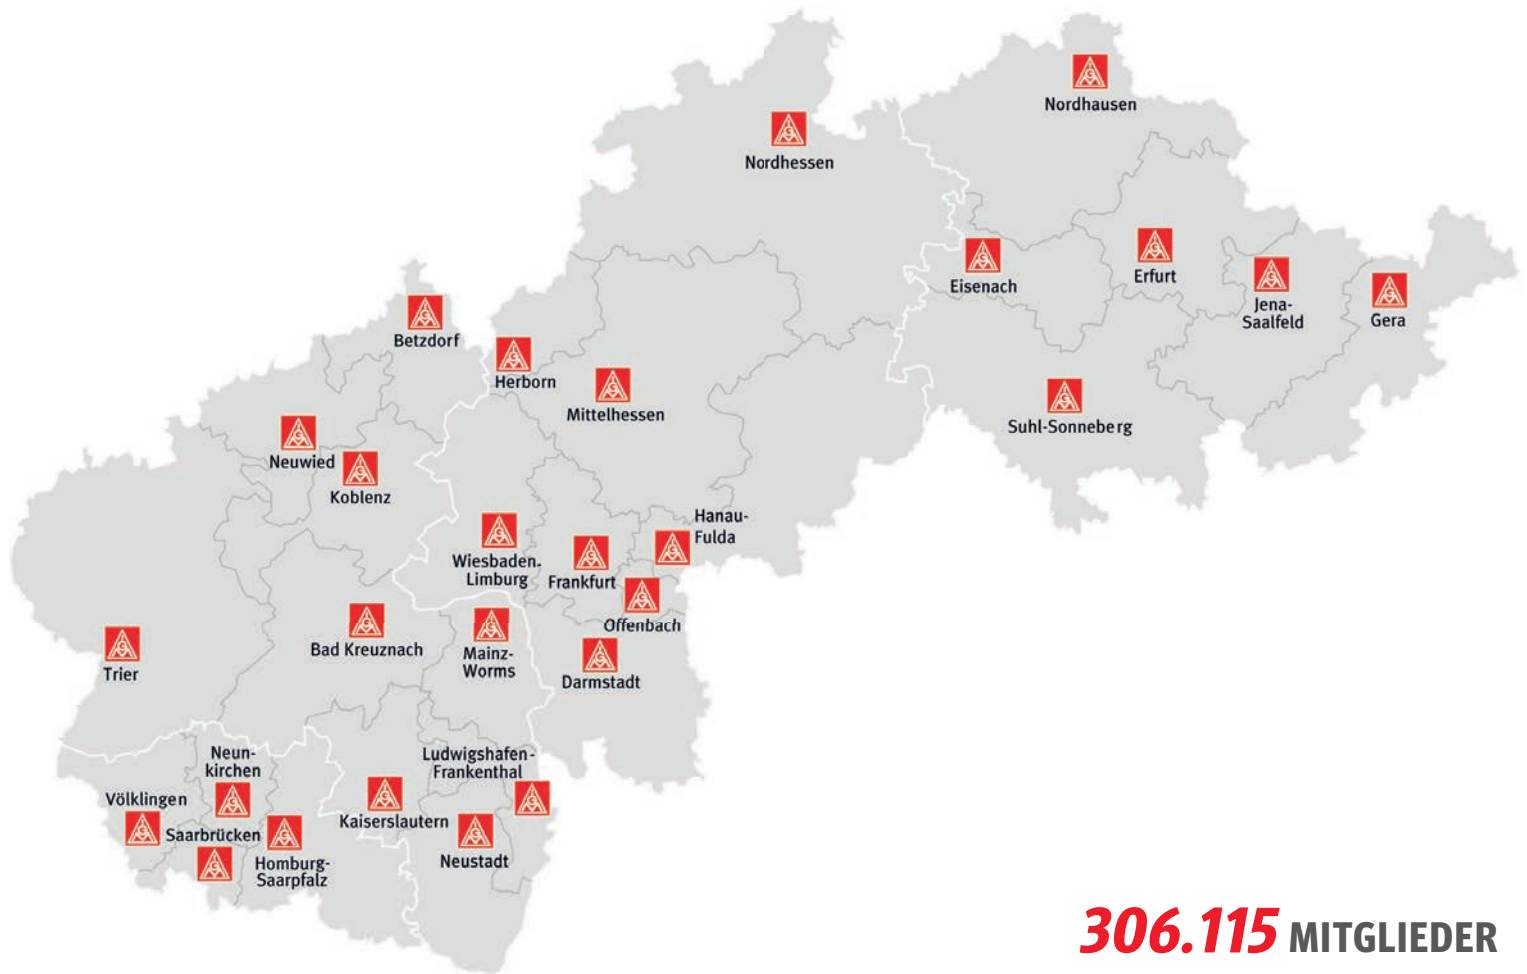 Nordhausen
Nordhessen
Eisenach
Erfurt
Jena-
Saalfeld
Gera
Betzdorf
Herborn
Mittelhessen
Suhl-Sonneberg
Neuwied
Koblenz
Hanau-
Fulda
Wiesbaden-
Limburg
Frankfurt
Offenbach
Bad Kreuznach
Mainz-
Worms
Trier
Darmstadt
Neun-
kirchen
Ludwigshafen-
Frankenthal
Völklingen
Saarbrücken
Kaiserslautern
Homburg-
Saarpfalz
Neustadt
306.115 MITGLIEDER